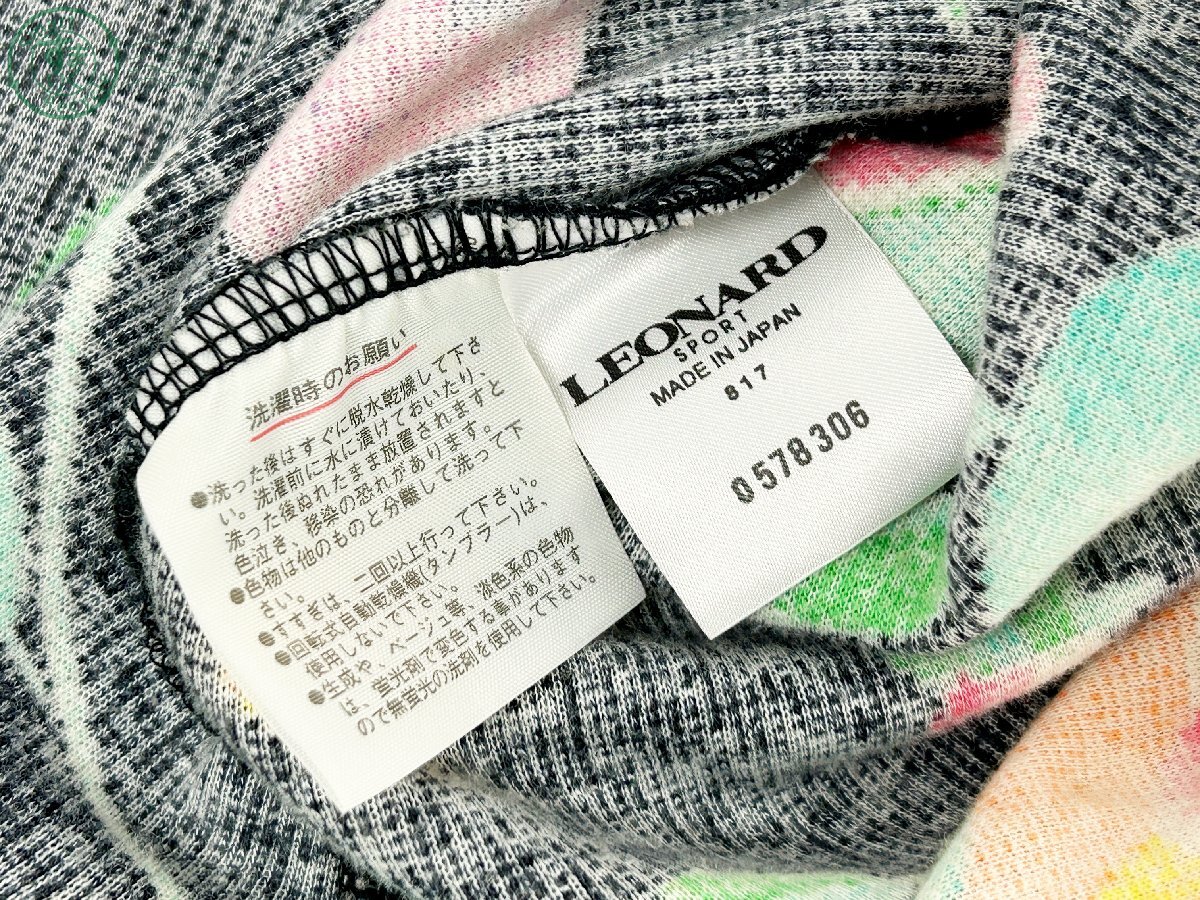 洗濯時のお願い
●洗った後はすぐに脱水乾燥して下さ
い。洗濯前に水に漬けておいたり、
洗った後ぬれたまま放置されますと
色泣き、移染の恐れがあります。
●色物は他のものと分離して洗って下
さい。
●すすぎは、二回以上行って下さい。
●回転式自動乾燥機(タンブラー)は、
使用しないで下さい。
●生成や、ベージュ等、淡色系の色物
は、蛍光剤で変色する事があります
ので無蛍光の洗剤を使用して下さい。
LEONARD
SPORT
MADE IN JAPAN
817
0578306